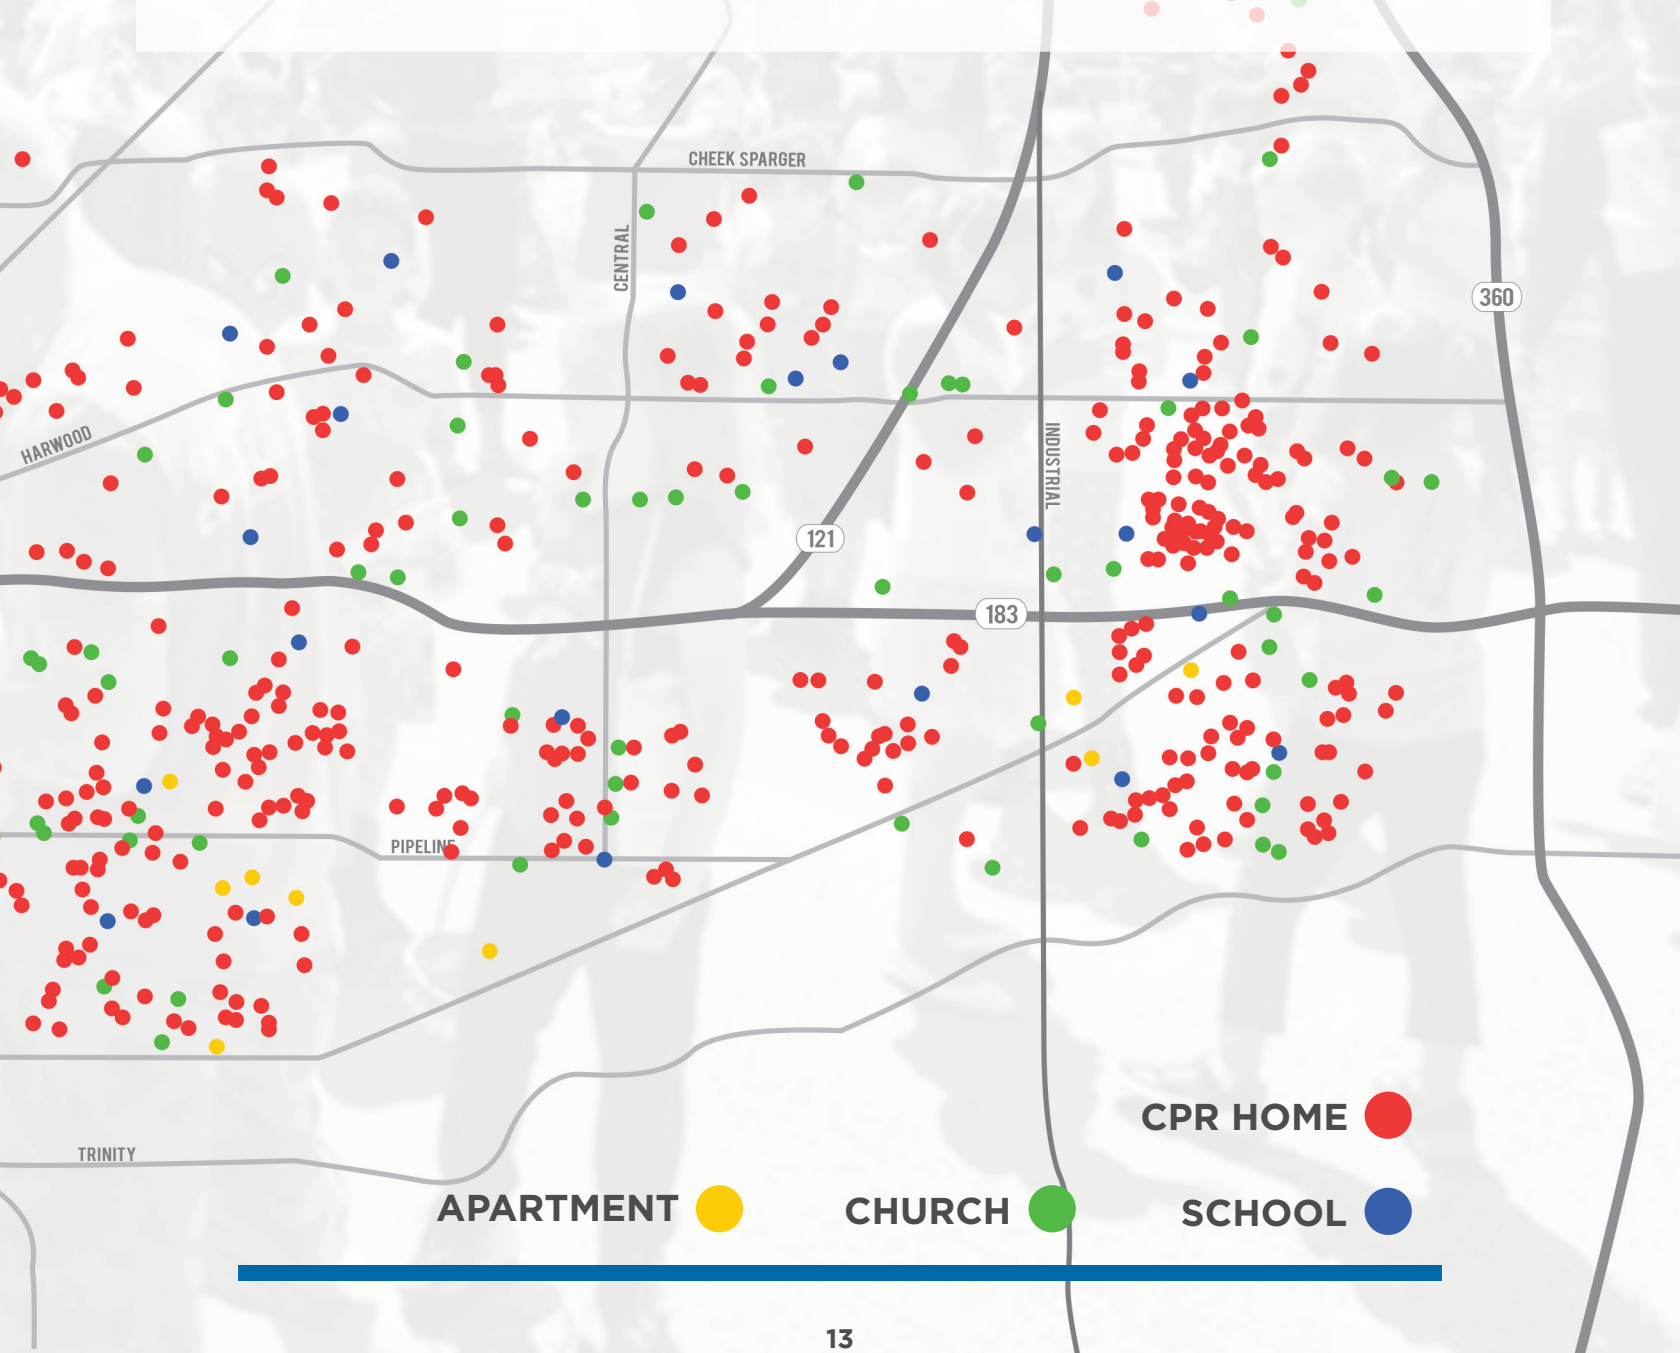 CHEEK SPARGER
CENTRAL
360
HARWOOD
INDUSTRIAL
121
183
PIPELINE
CPR HOME
TRINITY
APARTMENT
CHURCH
SCHOOL
13